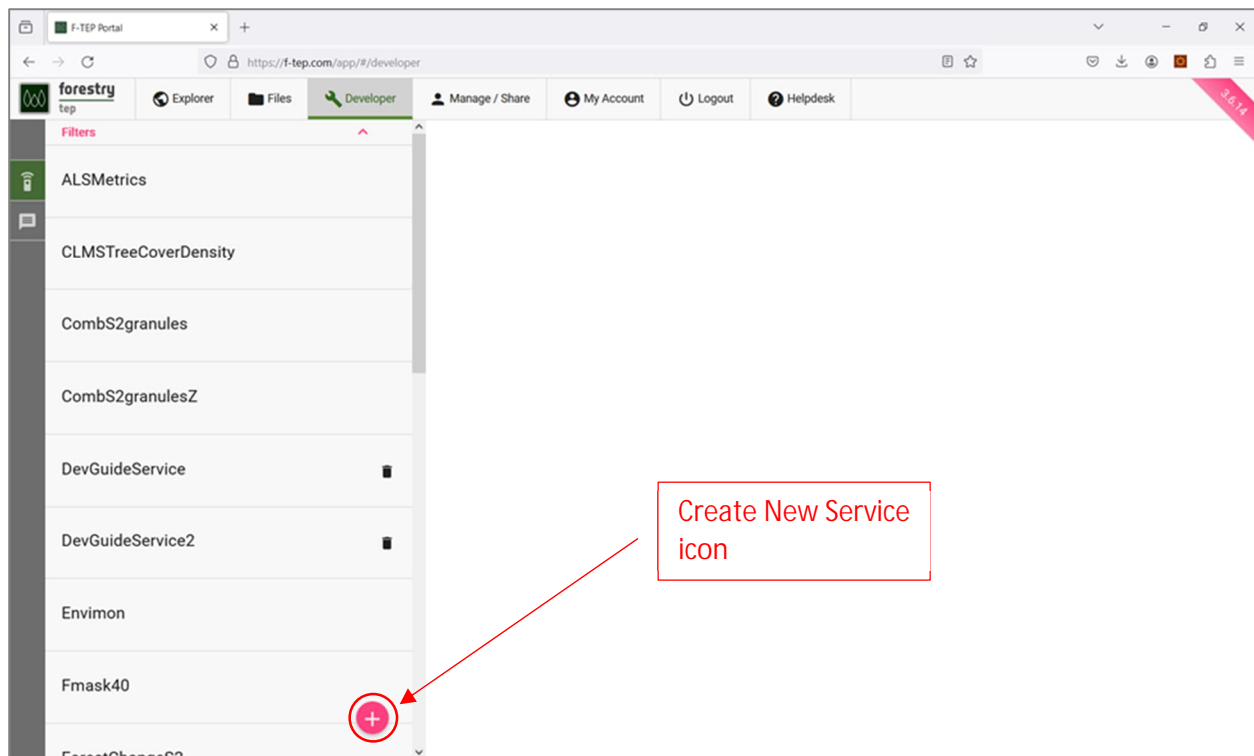 F-TEP Portal
https://f-tep.com/app/#/developer
forestry
tep
Explorer
Files
Developer
Manage / Share
My Account
Logout
Helpdesk
3.6.14
Filters
ALSMetrics
CLMSTreeCoverDensity
CombS2granules
CombS2granulesZ
DevGuideService
DevGuideService2
Create New Service
icon
Envimon
Fmask40